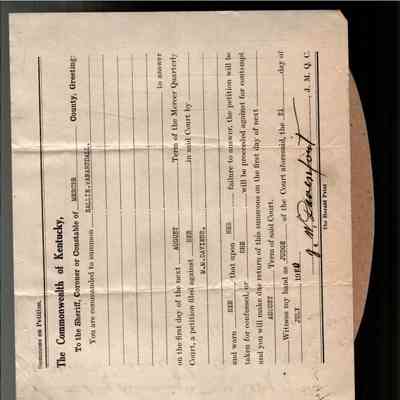 Summons on Petition.
The Commonwealth of Kentucky,
To the Sheriff, Coroner or Constable of MERCER County, Greeting:
You are commanded to summon SALLIE.VANARSDALL.
to answer
on the first day of the next AUGUST Term of the Mercer Quarterly
Court, a petition filed against HER in said Court by
W.W.DAVIESS.
and warn HER that upon HER failure to answer, the petition will be
taken for confessed, or SHE will be proceeded against for contempt
and you will make the return of this summons on the first day of next
AUGUST Term of said Court.
Witness my hand as JUDGE of the Court aforesaid, the 21 day of
JULY
J. W. Davenport, J. M. Q. C.
The Herald Print